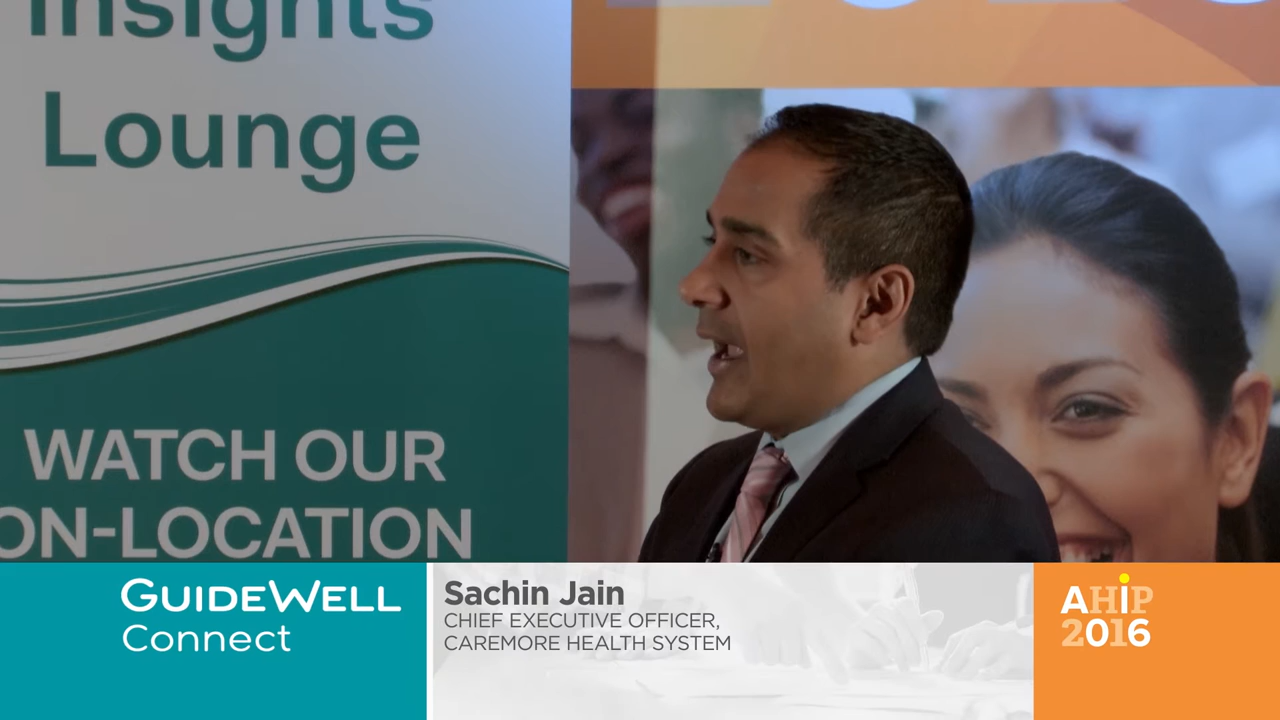 Insights
Lounge
WATCH OUR
ON-LOCATION
GUIDEWELL
Connect
Sachin Jain
CHIEF EXECUTIVE OFFICER,
CAREMORE HEALTH SYSTEM
AHiP
2016